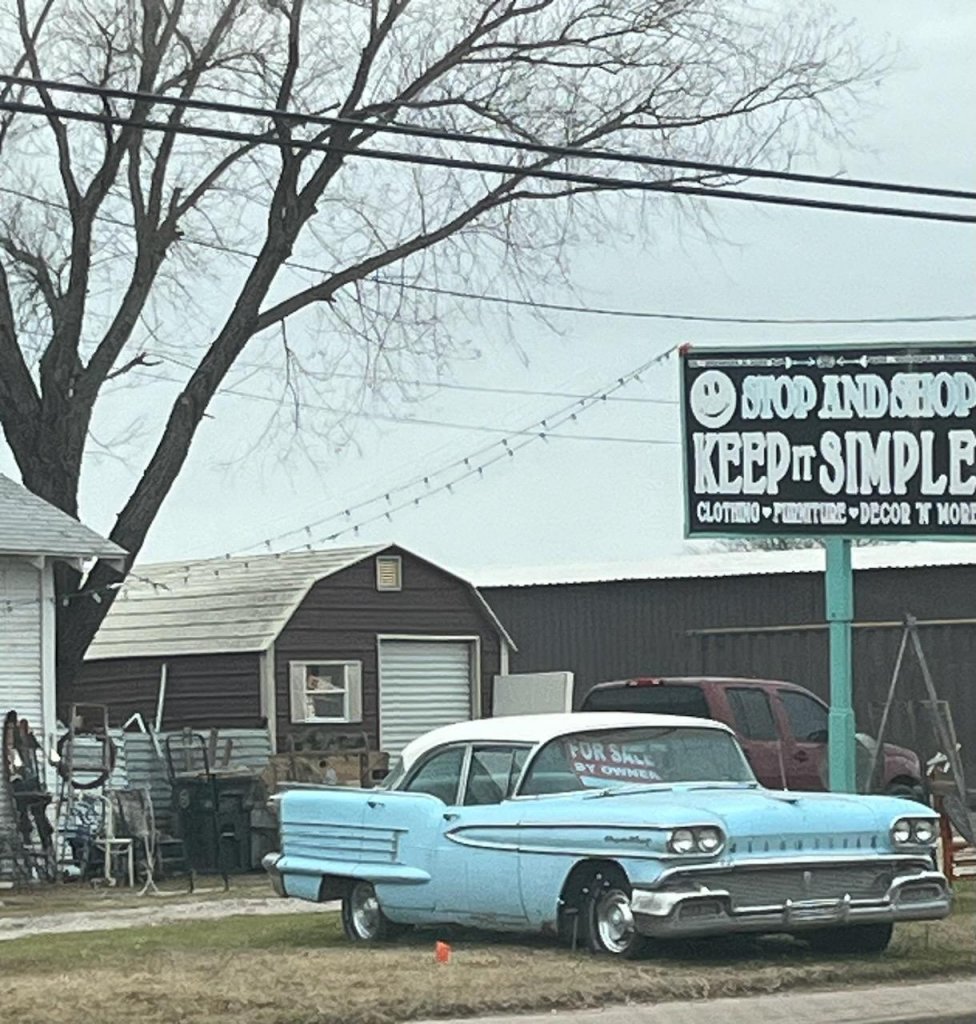 STOP AND SHOP
KEEP IT SIMPLE
CLOTHING ♥ FURNITURE ♥ DECOR 'N' MORE
FOR SALE
BY OWNER